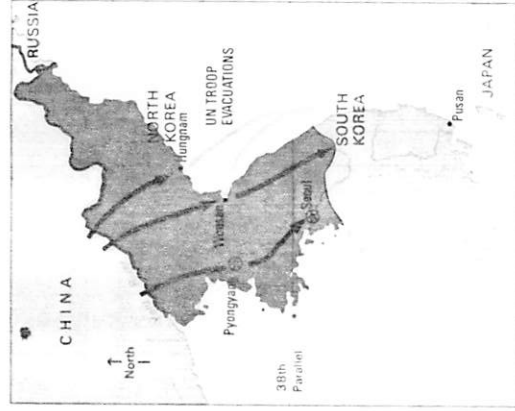 RUSSIA
CHINA
North
NORTH
KOREA
Hungnam
UN TROOP
EVACUATIONS
Wonsan
Pyongyang
38th
Parallel
Seoul
SOUTH
KOREA
Pusan
JAPAN